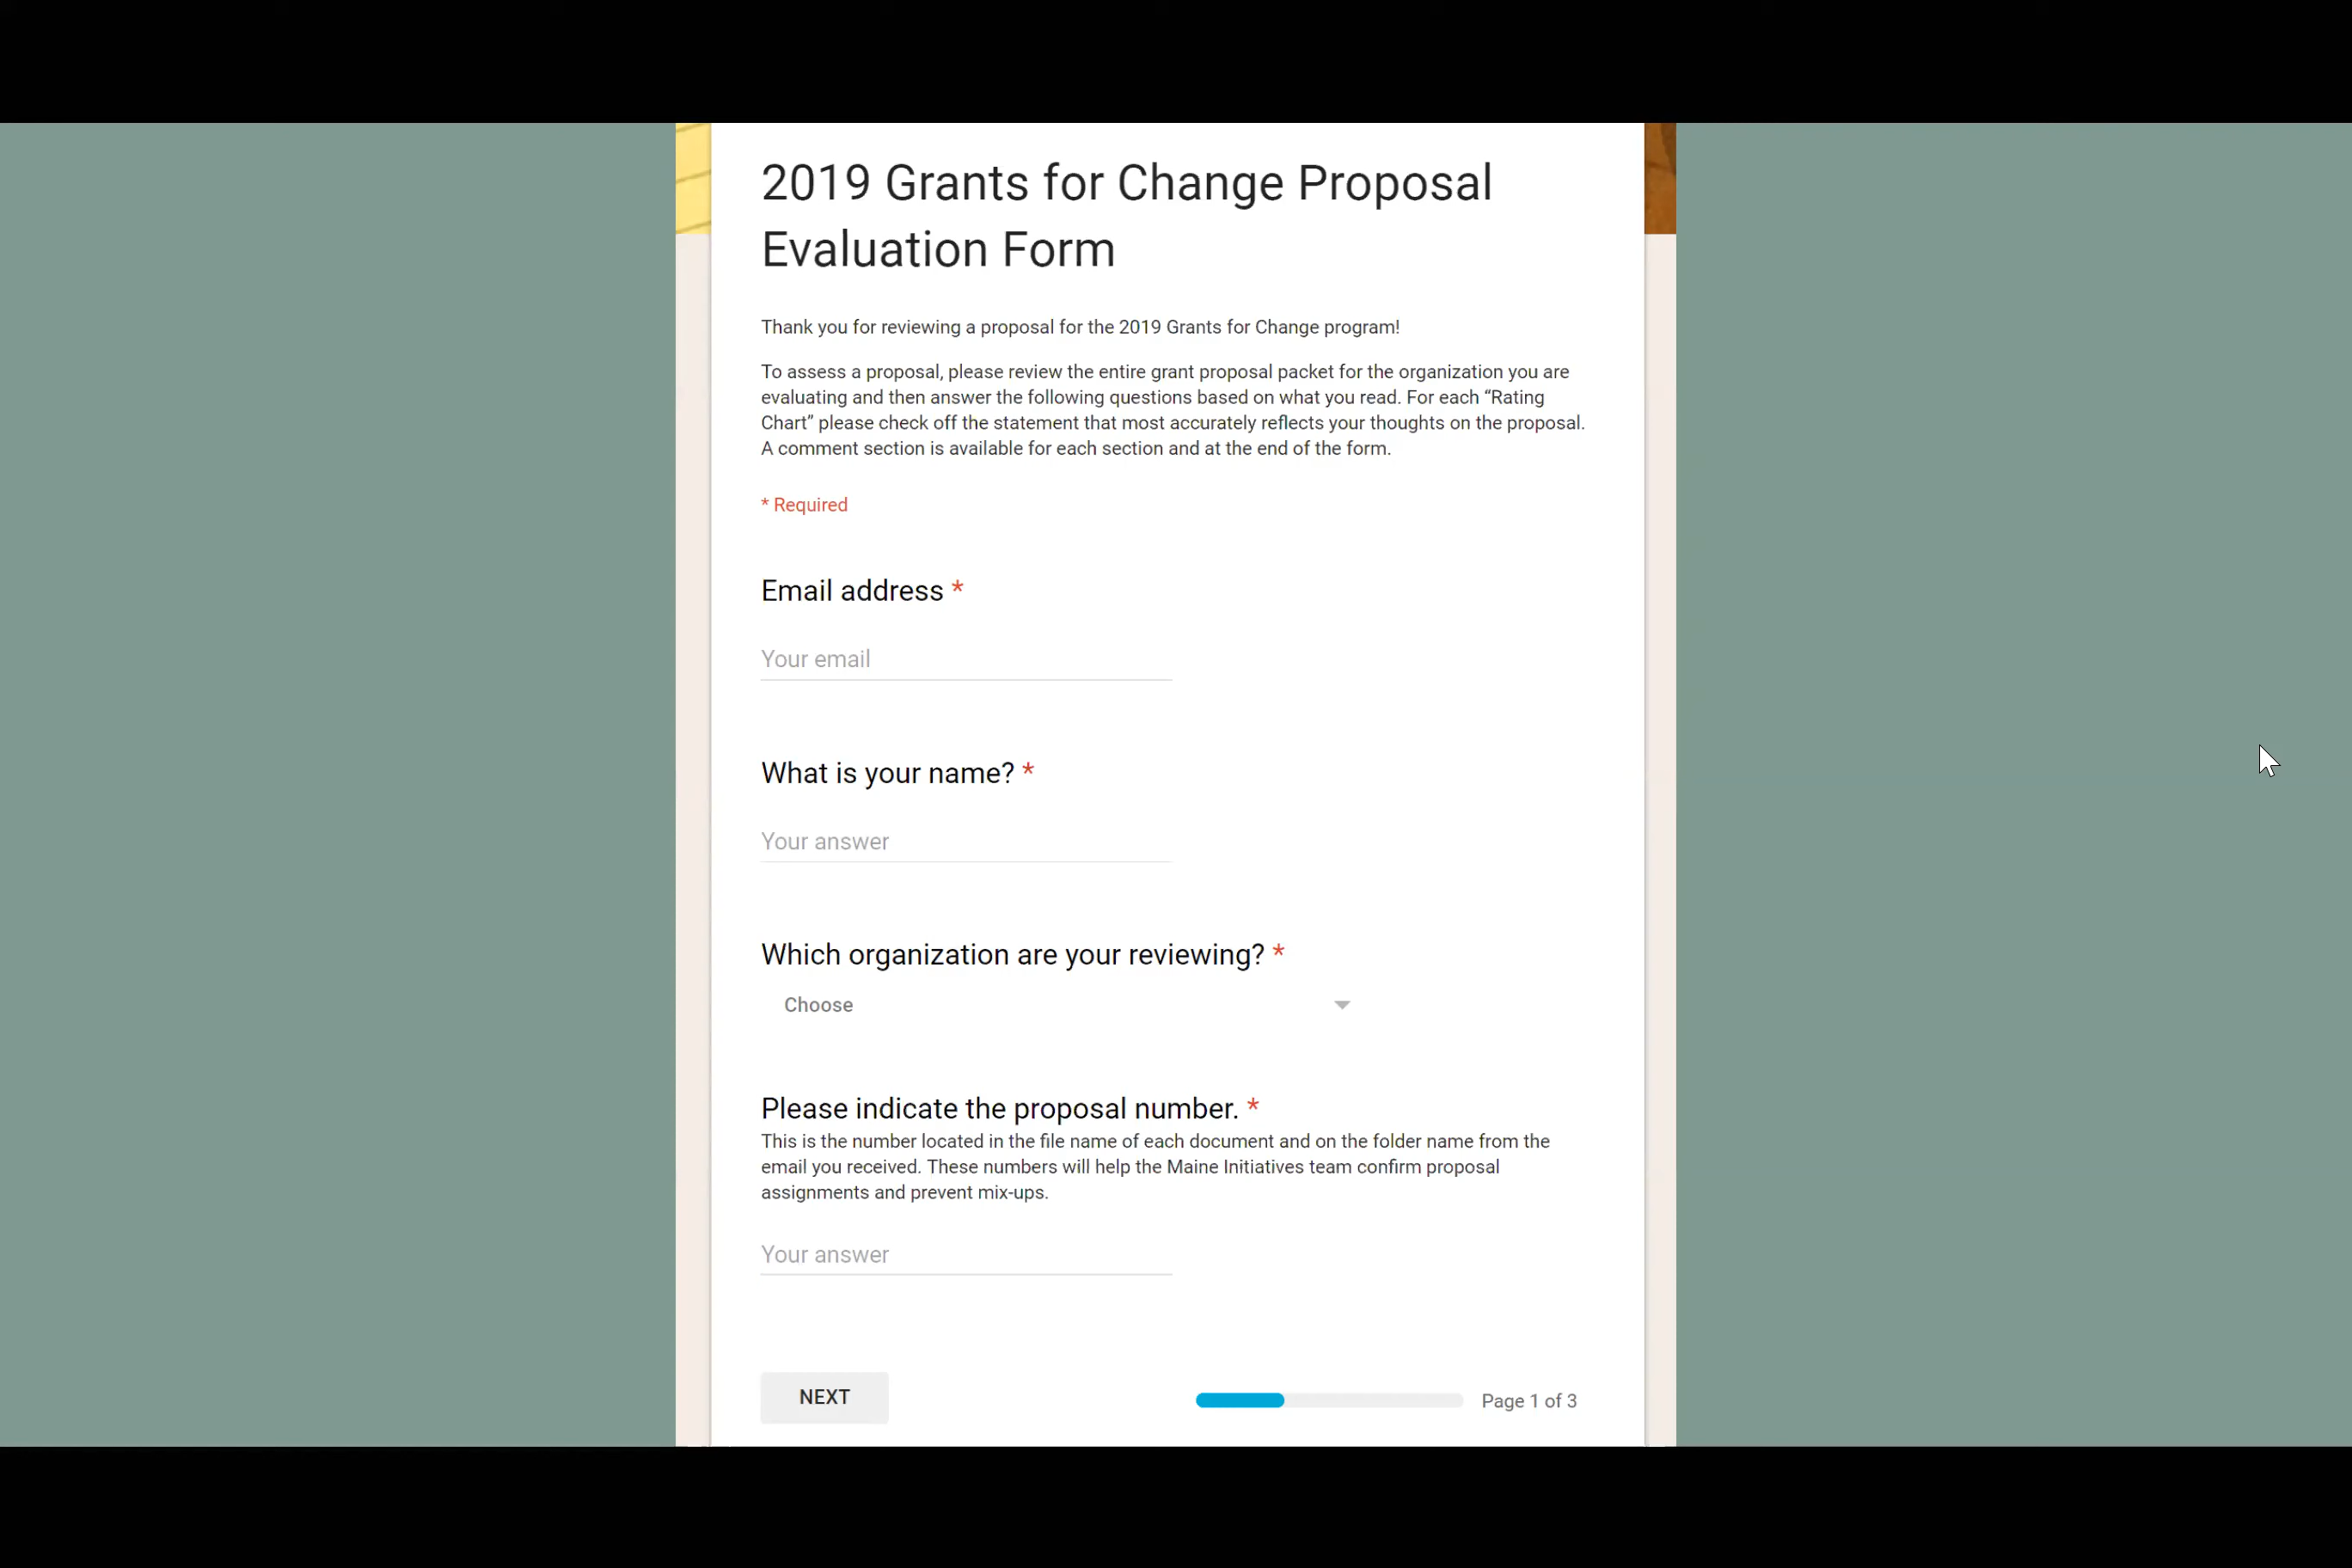 2019 Grants for Change Proposal
Evaluation Form
Thank you for reviewing a proposal for the 2019 Grants for Change program!
To assess a proposal, please review the entire grant proposal packet for the organization you are
evaluating and then answer the following questions based on what you read. For each “Rating
Chart” please check off the statement that most accurately reflects your thoughts on the proposal.
A comment section is available for each section and at the end of the form.
* Required
Email address *
Your email
What is your name? *
Your answer
Which organization are your reviewing? *
Choose
Please indicate the proposal number. *
This is the number located in the file name of each document and on the folder name from the
email you received. These numbers will help the Maine Initiatives team confirm proposal
assignments and prevent mix-ups.
Your answer
NEXT
Page 1 of 3